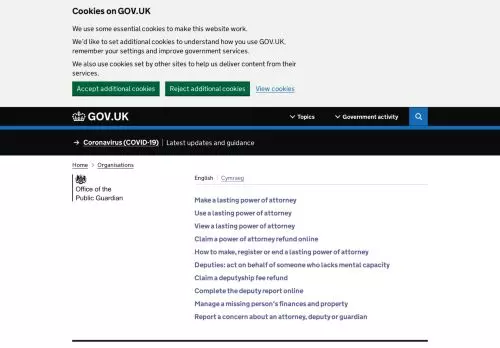 Cookies on GOV.UK
We use some essential cookies to make this website work.
We'd like to set additional cookies to understand how you use GOV.UK,
remember your settings and improve government services.
We also use cookies set by other sites to help us deliver content from their
services.
Accept additional cookies Reject additional cookies View cookies
GOV.UK Topics Government activity
→ Coronavirus (COVID-19) | Latest updates and guidance
Home > Organisations
English | Cymraeg
Office of the
Public Guardian
Make a lasting power of attorney
Use a lasting power of attorney
View a lasting power of attorney
Claim a power of attorney refund online
How to make, register or end a lasting power of attorney
Deputies: act on behalf of someone who lacks mental capacity
Claim a deputyship fee refund
Complete the deputy report online
Manage a missing person's finances and property
Report a concern about an attorney, deputy or guardian